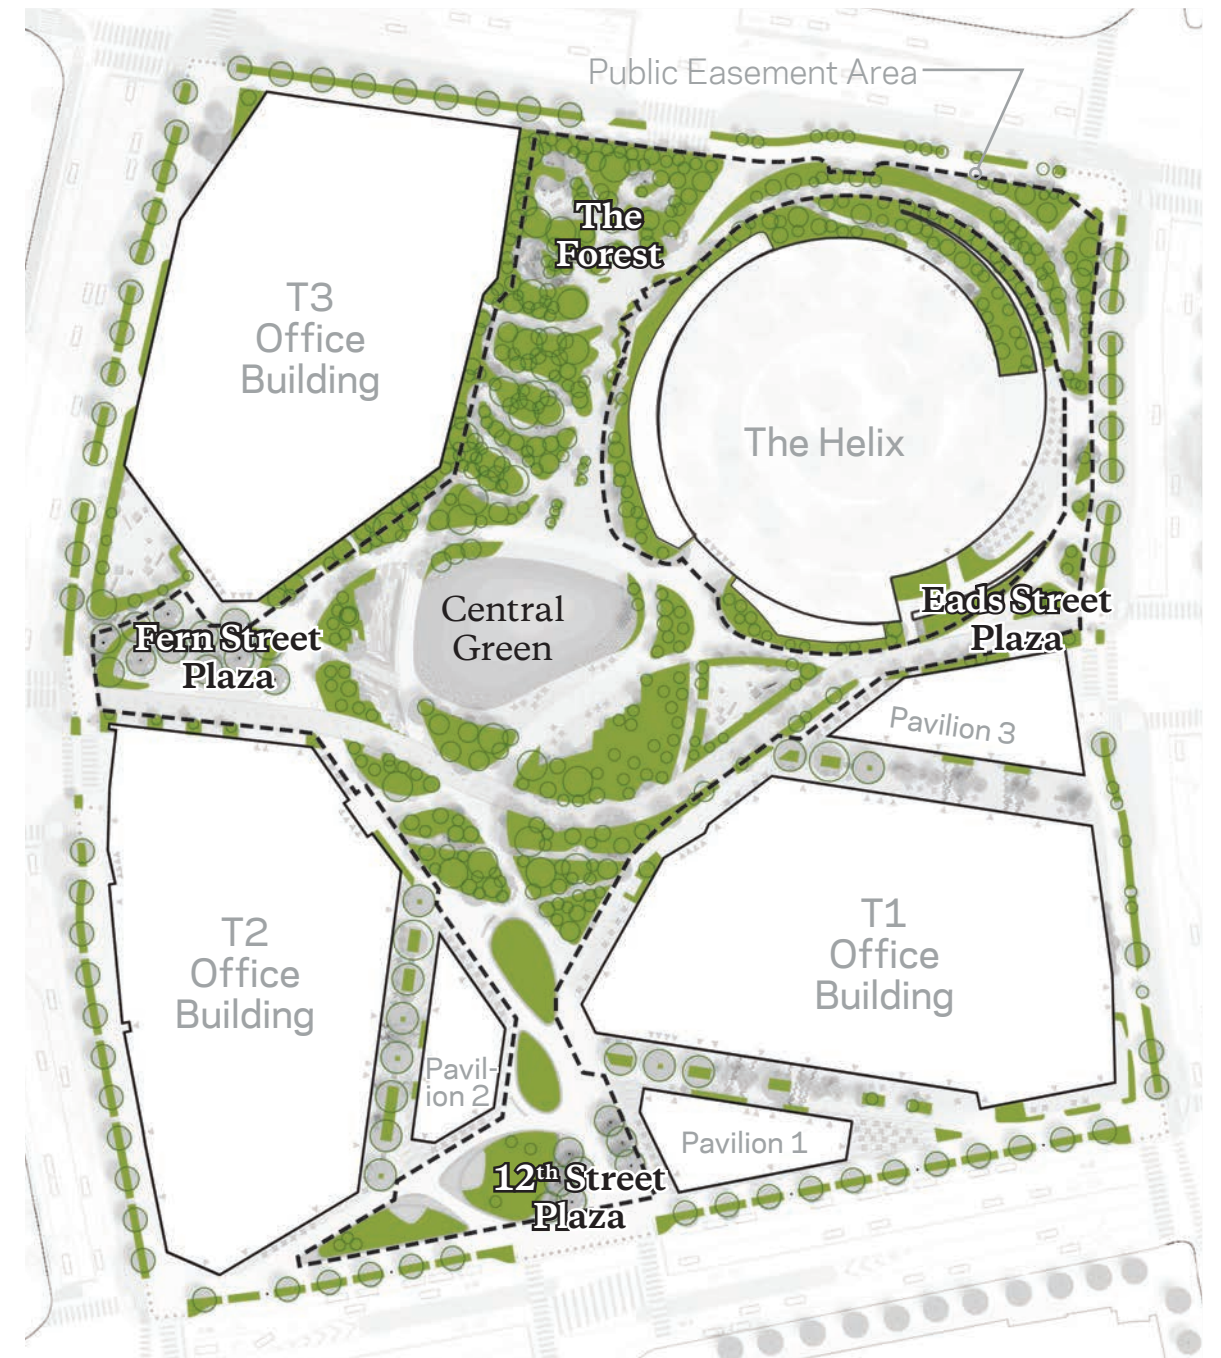 Public Easement Area
The
Forest
T3
Office
Building
The Helix
Central
Green
Eads Street
Plaza
Fern Street
Plaza
Pavilion 3
T2
Office
Building
T1
Office
Building
Pavil-
ion 2
Pavilion 1
12th Street
Plaza